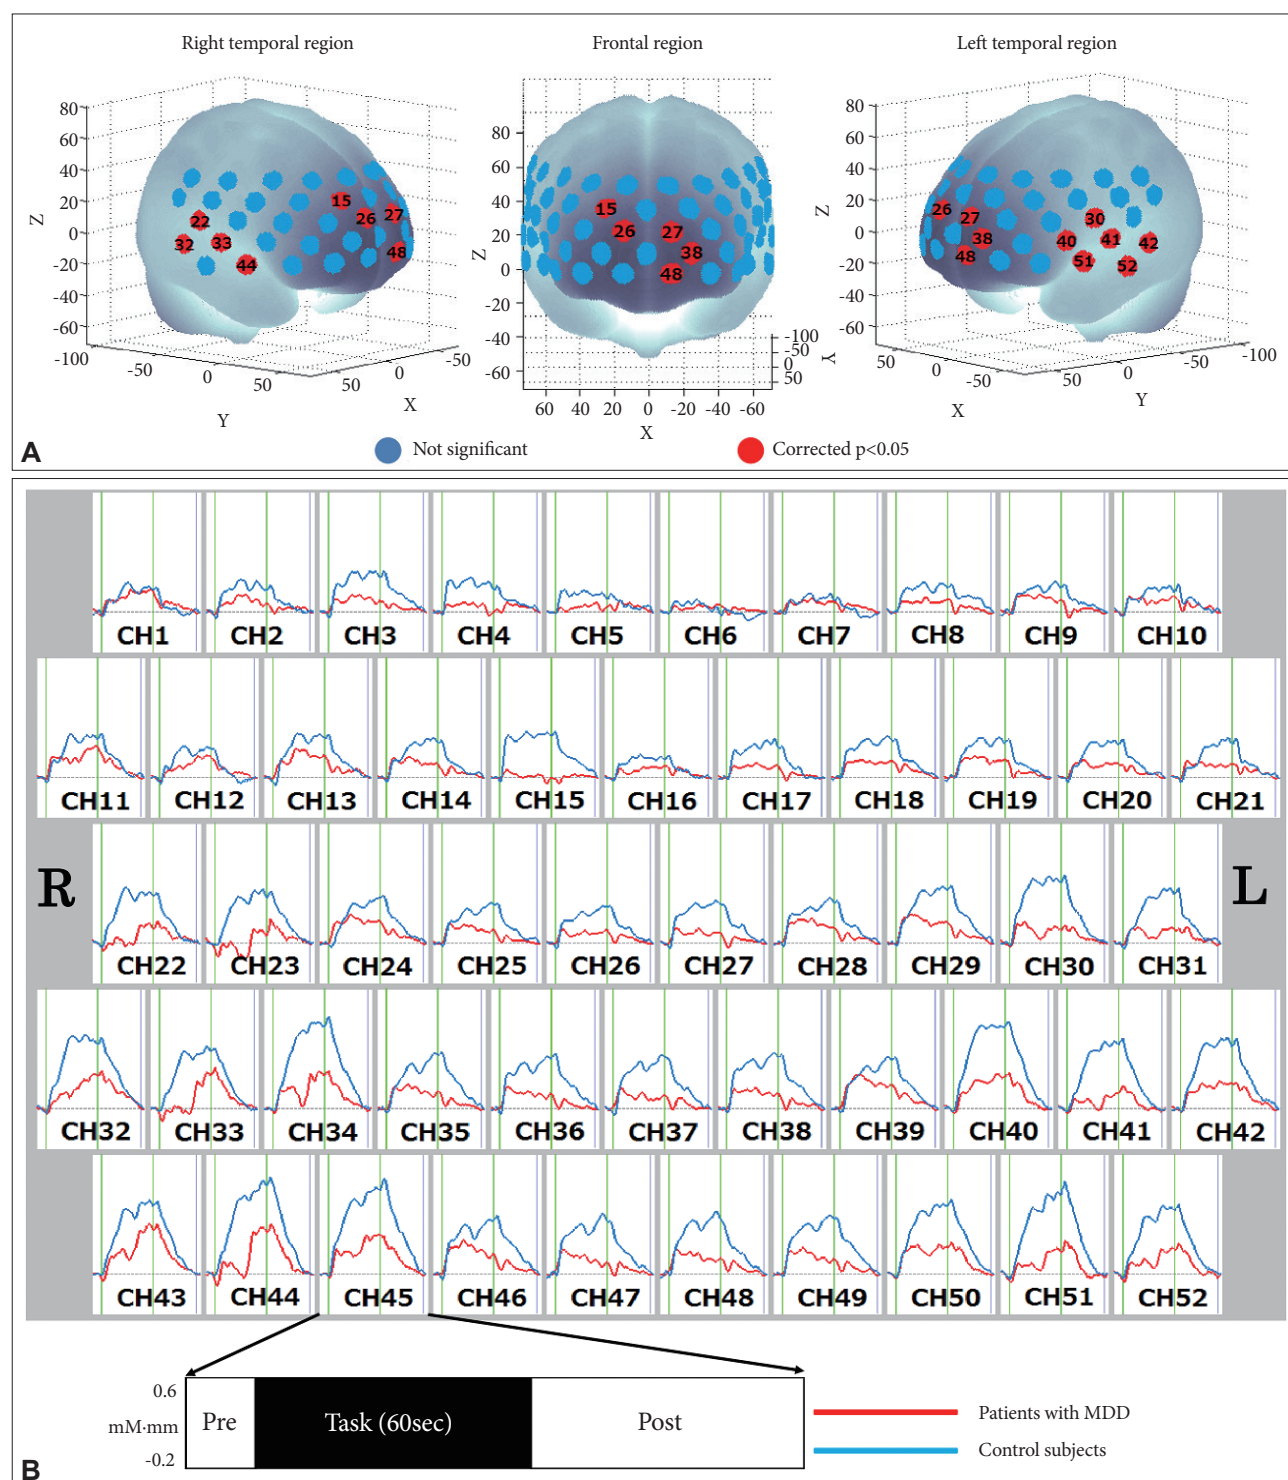 Right temporal region
Frontal region
Left temporal region
80
60
40
20
0
-20
-40
-60
Z
-100
-50
0
50
Y
50
0
-50
X
15
26
27
22
32
33
44
48
80
60
40
20
0
-20
-40
-60
Z
60 40 20 0 -20 -40 -60
X
-100
-50
0
50
Y
15
26
27
38
48
80
60
40
20
0
-20
-40
-60
Z
50
0
-50
X
50
0
-50
-100
Y
26
27
38
48
30
40
41
42
51
52
A
Not significant
Corrected p<0.05
CH1 CH2 CH3 CH4 CH5 CH6 CH7 CH8 CH9 CH10
CH11 CH12 CH13 CH14 CH15 CH16 CH17 CH18 CH19 CH20 CH21
R
L
CH22 CH23 CH24 CH25 CH26 CH27 CH28 CH29 CH30 CH31
CH32 CH33 CH34 CH35 CH36 CH37 CH38 CH39 CH40 CH41 CH42
CH43 CH44 CH45 CH46 CH47 CH48 CH49 CH50 CH51 CH52
0.6
mM·mm
-0.2
Pre
Task (60sec)
Post
Patients with MDD
Control subjects
B